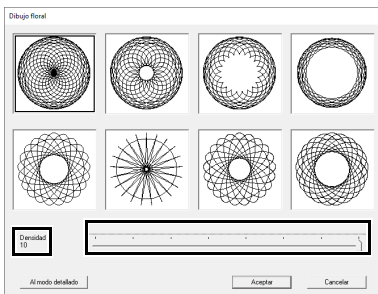 Dibujo floral
Densidad
10
Al modo detallado
Aceptar
Cancelar